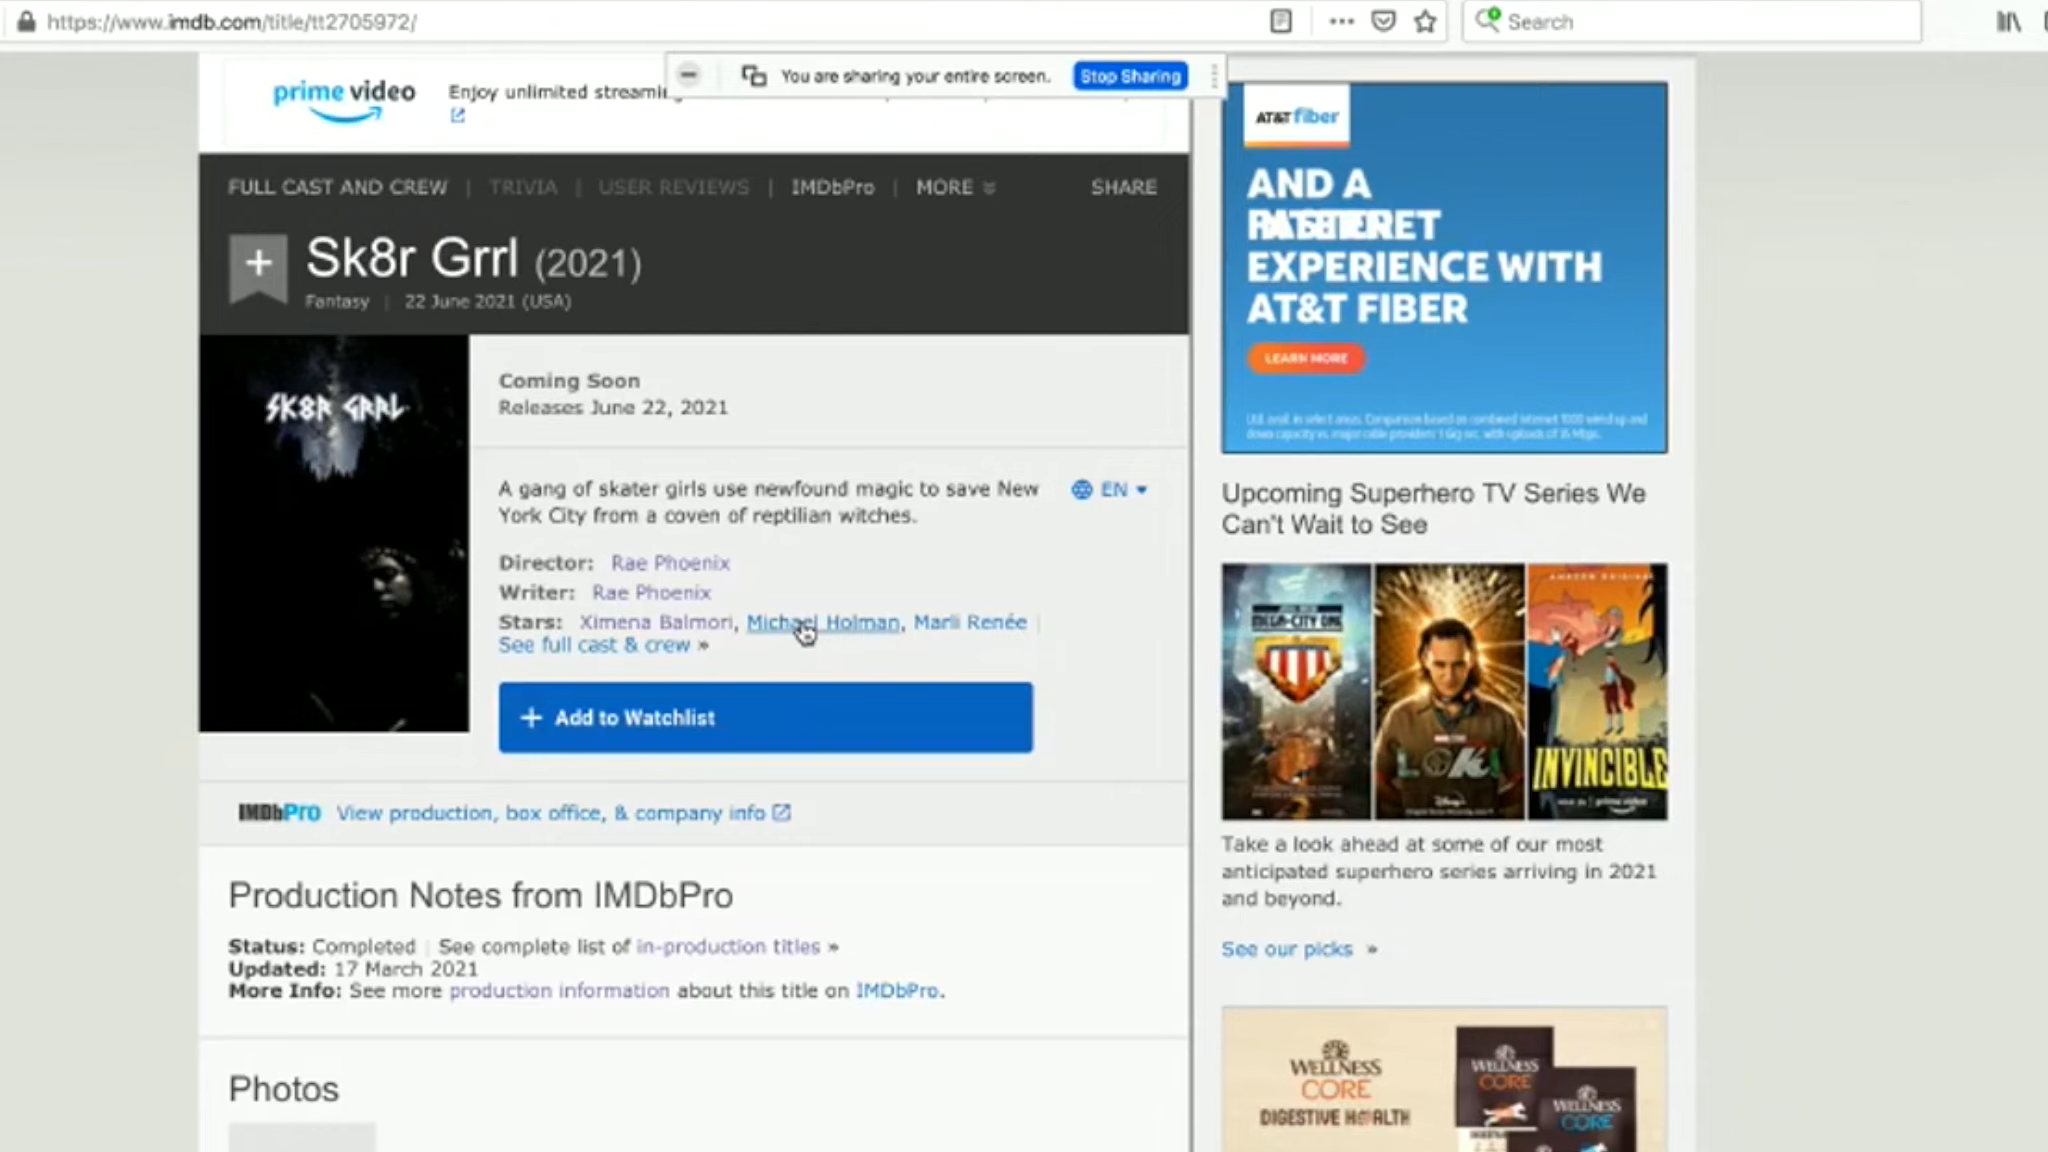 https://www.imdb.com/title/tt2705972/
Search
You are sharing your entire screen. Stop Sharing
prime video
Enjoy unlimited
FULL CAST AND CREW | TRIVIA | USER REVIEWS | IMDbPro | MORE SHARE
Sk8r Grrl (2021)
Fantasy | 22 June 2021 (USA)
SK8R GRRL
Coming Soon
Releases June 22, 2021
A gang of skater girls use newfound magic to save New
York City from a coven of reptilian witches.
EN
Director: Rae Phoenix
Writer: Rae Phoenix
Stars: Ximena Balmori, Michael Holman, Marli Renée |
See full cast & crew »
+ Add to Watchlist
IMDbPro View production, box office, & company info
Production Notes from IMDbPro
Status: Completed | See complete list of in-production titles »
Updated: 17 March 2021
More Info: See more production information about this title on IMDbPro.
Photos
AT&T fiber
AND A
EXPERIENCE WITH
AT&T FIBER
LEARN MORE
Upcoming Superhero TV Series We
Can't Wait to See
MEGA-CITY ONE
LOKI
INVINCIBLE
Take a look ahead at some of our most
anticipated superhero series arriving in 2021
and beyond.
See our picks »
WELLNESS
CORE
DIGESTIVE HEALTH
WELLNESS
CORE
WELLNESS
CORE